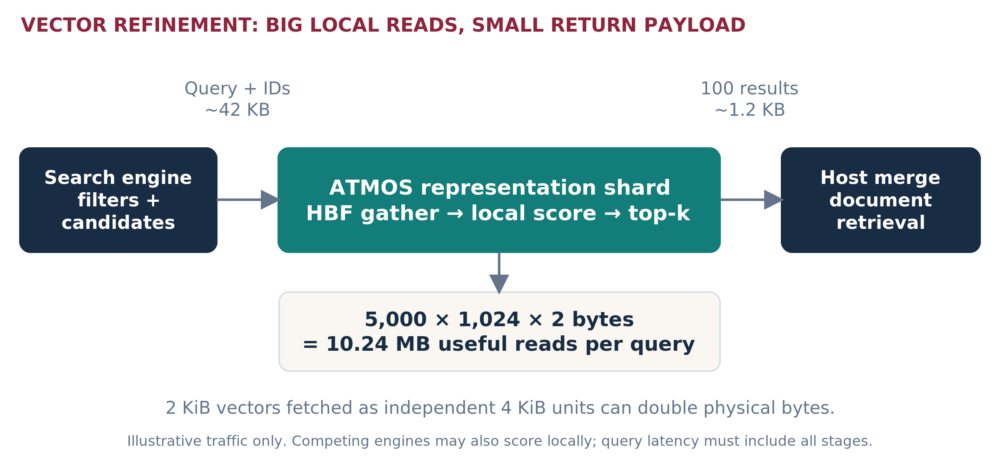 VECTOR REFINEMENT: BIG LOCAL READS, SMALL RETURN PAYLOAD
Query + IDs
~42 KB
100 results
~1.2 KB
Search engine
filters +
candidates
ATMOS representation shard
HBF gather → local score → top-k
Host merge
document
retrieval
5,000 × 1,024 × 2 bytes
= 10.24 MB useful reads per query
2 KiB vectors fetched as independent 4 KiB units can double physical bytes.
Illustrative traffic only. Competing engines may also score locally; query latency must include all stages.